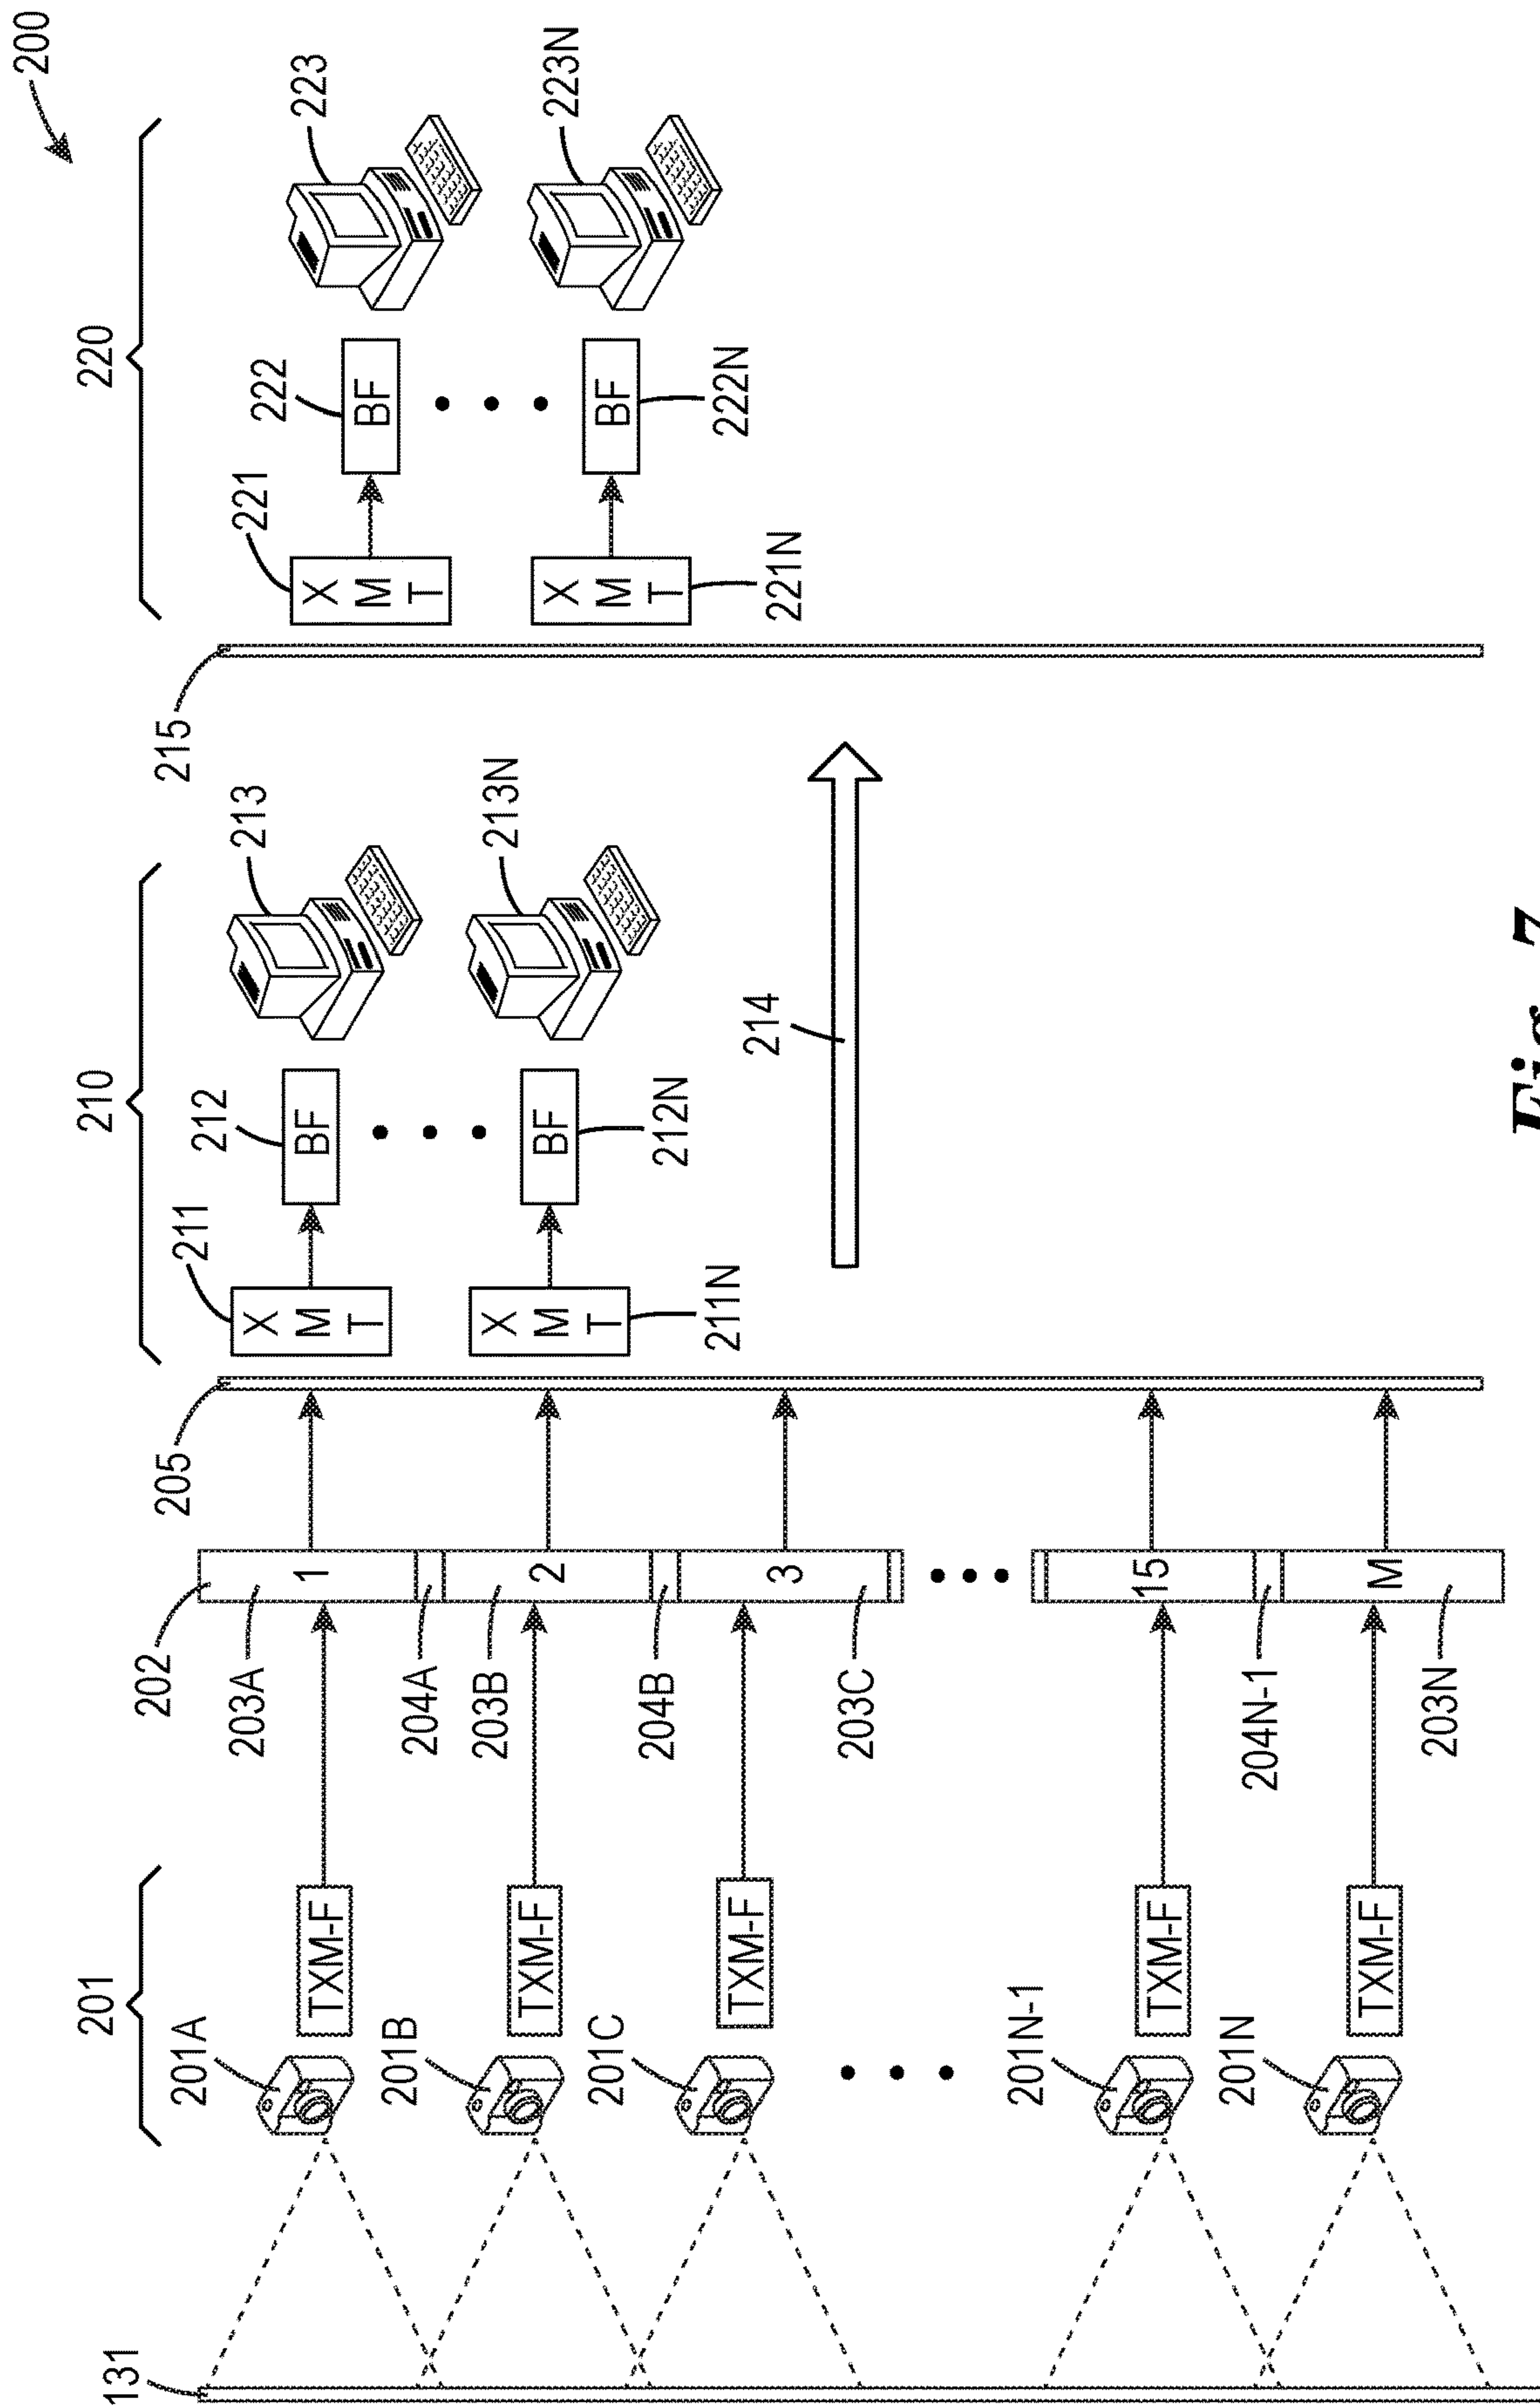 200
201
210
220
131
201A
TXM-F
201B
TXM-F
201C
TXM-F
201N-1
TXM-F
201N
TXM-F
202
203A
1
204A
203B
2
204B
3
203C
15
204N-1
M
203N
205
211
XMT
212
BF
213
211N
XMT
212N
BF
213N
214
215
221
XMT
222
BF
223
221N
XMT
222N
BF
223N
Fig. 7